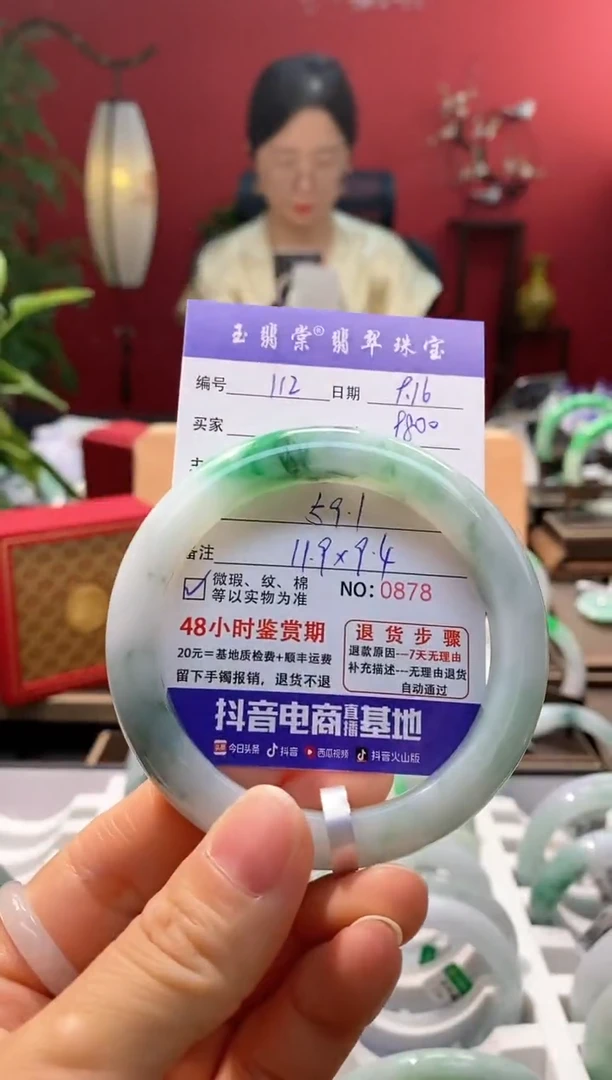 玉翡棠®翡翠珠宝
编号 112 日期 9.16
买家 9800
59.1
备注 11.9×9.4
微瑕、纹、棉
等以实物为准
NO: 0878
48小时鉴赏期
20元=基地质检费+顺丰运费
留下手镯报销，退货不退
退货步骤
退款原因---7天无理由
补充描述---无理由退货
自动通过
抖音电商直播基地
头条 今日头条 抖音 西瓜视频 抖音火山版